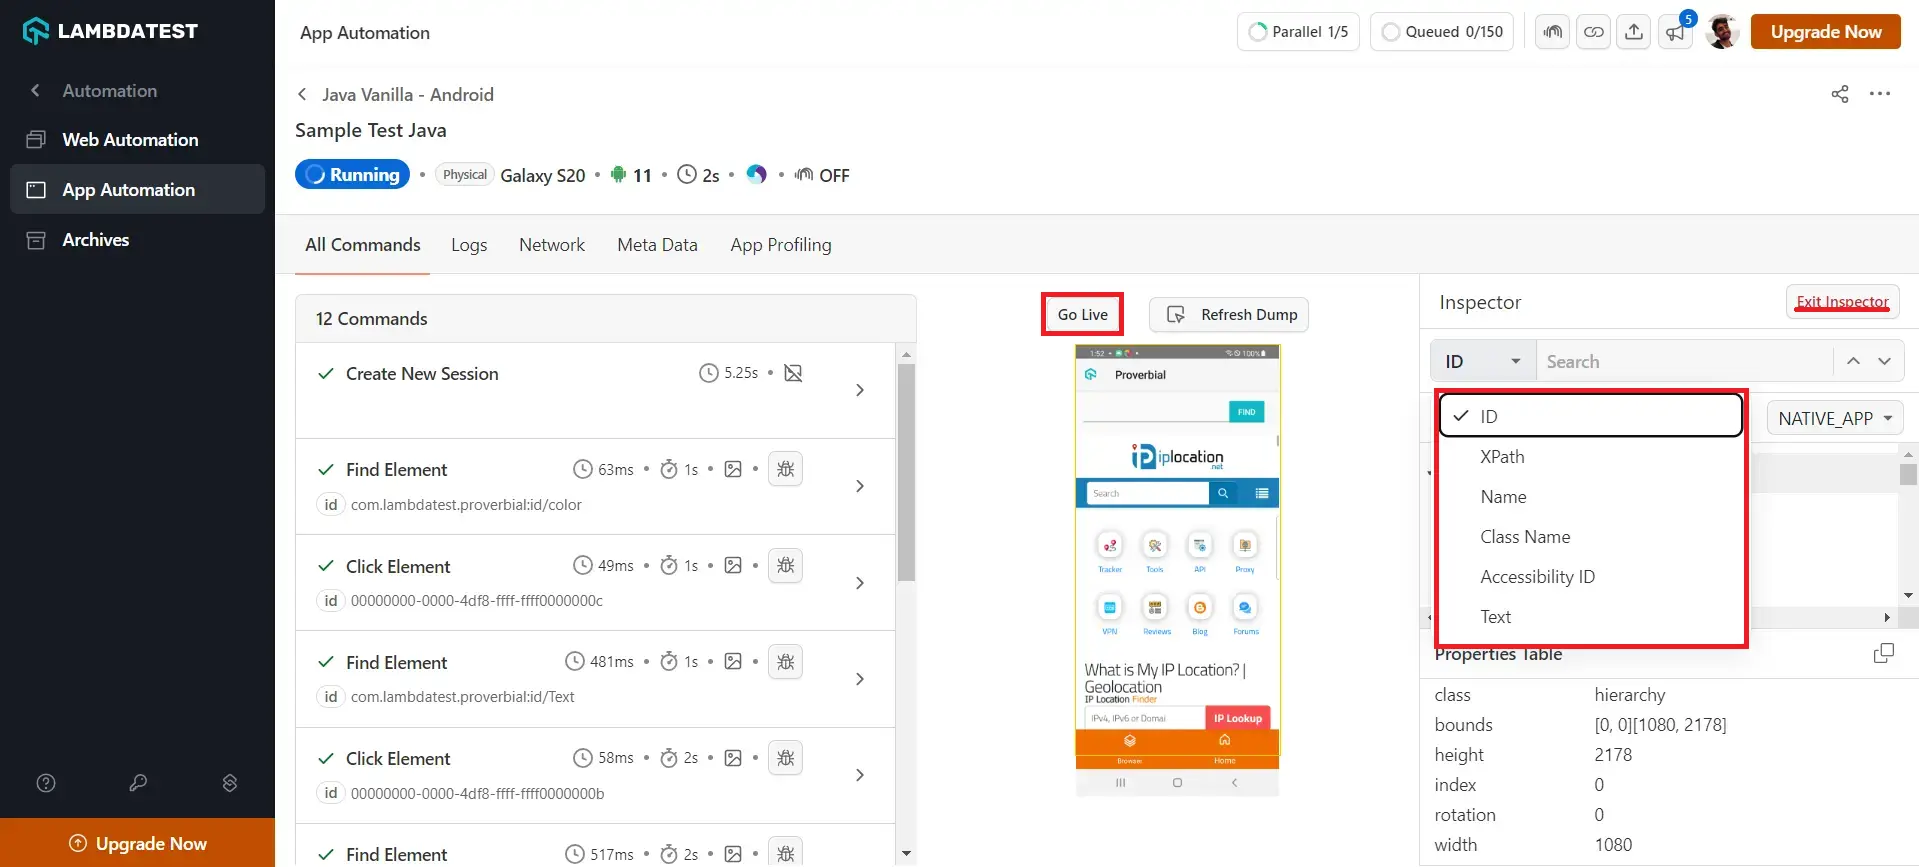 LAMBDATEST
Automation
Web Automation
App Automation
Archives
Upgrade Now
App Automation
Parallel 1/5
Queued 0/150
5
Upgrade Now
Java Vanilla - Android
Sample Test Java
Running • Physical Galaxy S20 • 11 • 2s • • OFF
All Commands Logs Network Meta Data App Profiling
12 Commands
Create New Session 5.25s •
Find Element 63ms • 1s • •
id com.lambdatest.proverbial:id/color
Click Element 49ms • 1s • •
id 00000000-0000-4df8-ffff-ffff0000000c
Find Element 481ms • 1s • •
id com.lambdatest.proverbial:id/Text
Click Element 58ms • 2s • •
id 00000000-0000-4df8-ffff-ffff0000000b
Find Element 517ms • 2s • •
Go Live
Refresh Dump
1:52
100%
Proverbial
FIND
iplocation
.net
Search
Tracker Tools API Proxy
VPN Reviews Blog Forums
What is My IP Location? |
Geolocation
IP Location Finder
IPv4, IPv6 or Domai IP Lookup
Browser Home
Inspector
Exit Inspector
ID Search
ID
XPath
Name
Class Name
Accessibility ID
Text
NATIVE_APP
Properties Table
class hierarchy
bounds [0, 0][1080, 2178]
height 2178
index 0
rotation 0
width 1080